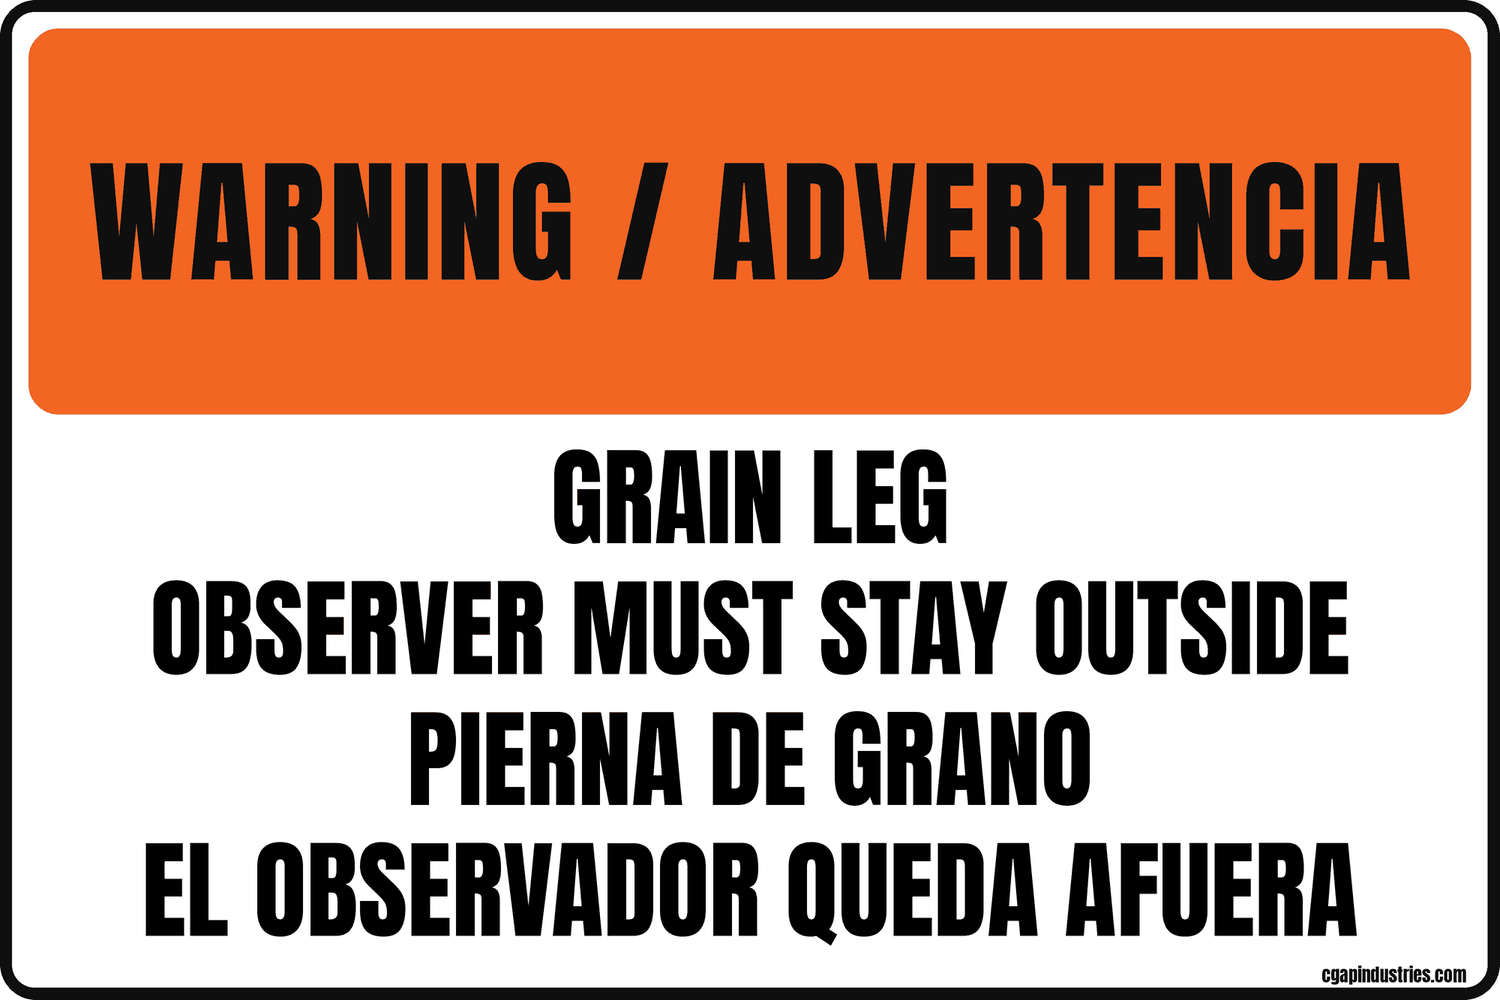 WARNING / ADVERTENCIA
GRAIN LEG
OBSERVER MUST STAY OUTSIDE
PIERNA DE GRANO
EL OBSERVADOR QUEDA AFUERA
cgapindustries.com